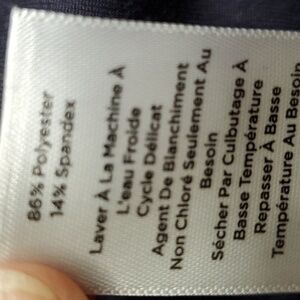 86% Polyester
14% Spandex
Laver À La Machine À
L'eau Froide
Cycle Délicat
Agent De Blanchiment
Non Chloré Seulement Au
Besoin
Sécher Par Culbutage À
Basse Température
Repasser À Basse
Température Au Besoin